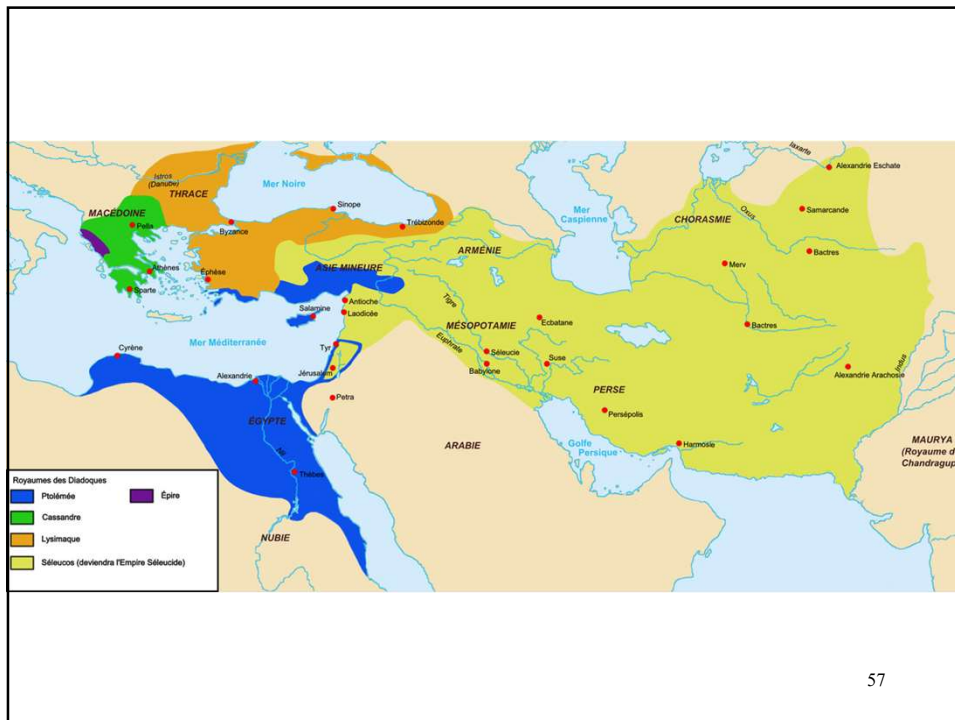 Iaxarte
Alexandrie Eschate
Istros
(Danube)
Mer Noire
THRACE
Sinope
Samarcande
MACÉDOINE
Mer
Caspienne
CHORASMIE
Oxus
Pella
Byzance
Trébizonde
ARMÉNIE
Bactres
Merv
Athènes
Éphèse
ASIE MINEURE
Sparte
Antioche
Laodicée
Salamine
Tigre
MÉSOPOTAMIE
Ecbatane
Bactres
Mer Méditerranée
Euphrate
Tyr
Cyrène
Séleucie
Suse
Babylone
Alexandrie Arachosie
Indus
Jérusalem
Alexandrie
Petra
PERSE
Persépolis
ÉGYPTE
MAURYA
(Royaume d
Chandragup
ARABIE
Golfe
Persique
Harmosie
Nil
Thèbes
NUBIE
Royaumes des Diadoques
Ptolémée
Épire
Cassandre
Lysimaque
Séleucos (deviendra l'Empire Séleucide)
57